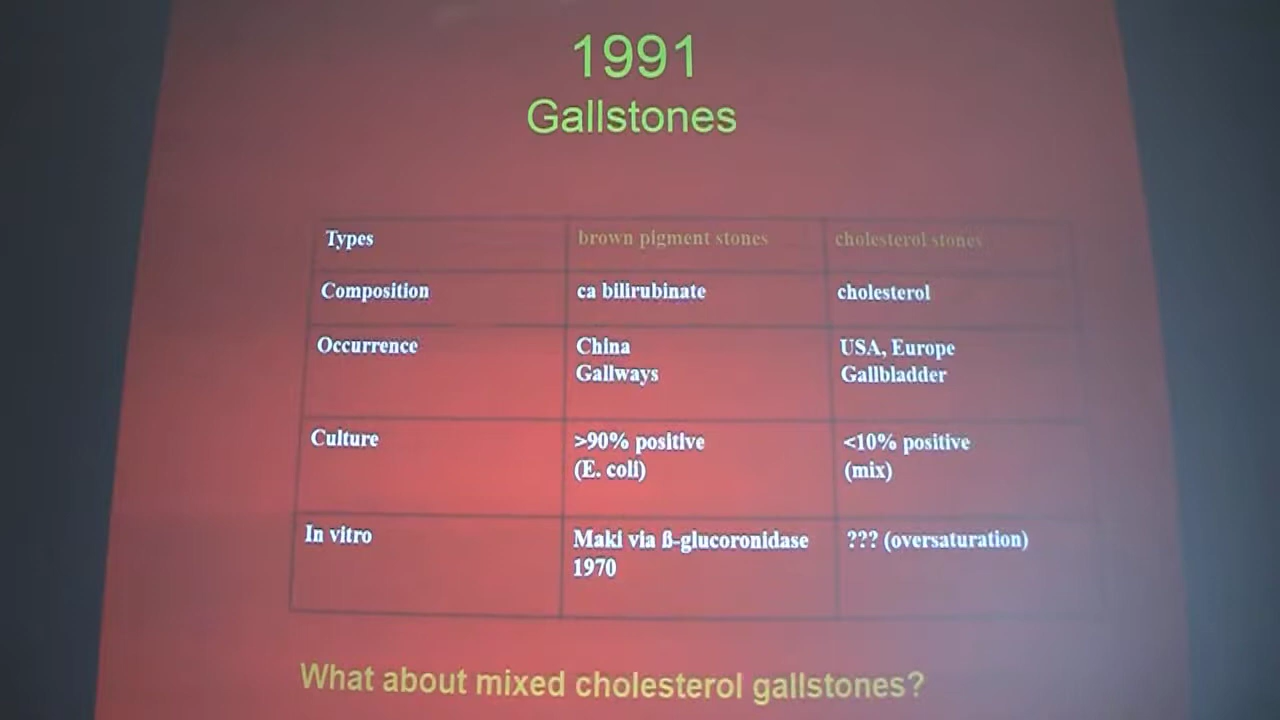 1991
Gallstones
Types brown pigment stones cholesterol stones
Composition ca bilirubinate cholesterol
Occurrence China USA, Europe
Gallways Gallbladder
Culture >90% positive <10% positive
(E. coli) (mix)
In vitro Maki via ß-glucoronidase ??? (oversaturation)
1970
What about mixed cholesterol gallstones?